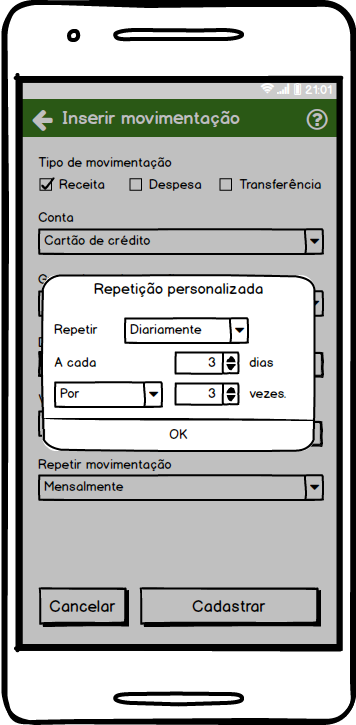 21:01
Inserir movimentação
Tipo de movimentação
Receita Despesa Transferência
Conta
Cartão de crédito
Repetição personalizada
Repetir Diariamente
A cada 3 dias
Por 3 vezes.
OK
Repetir movimentação
Mensalmente
Cancelar Cadastrar